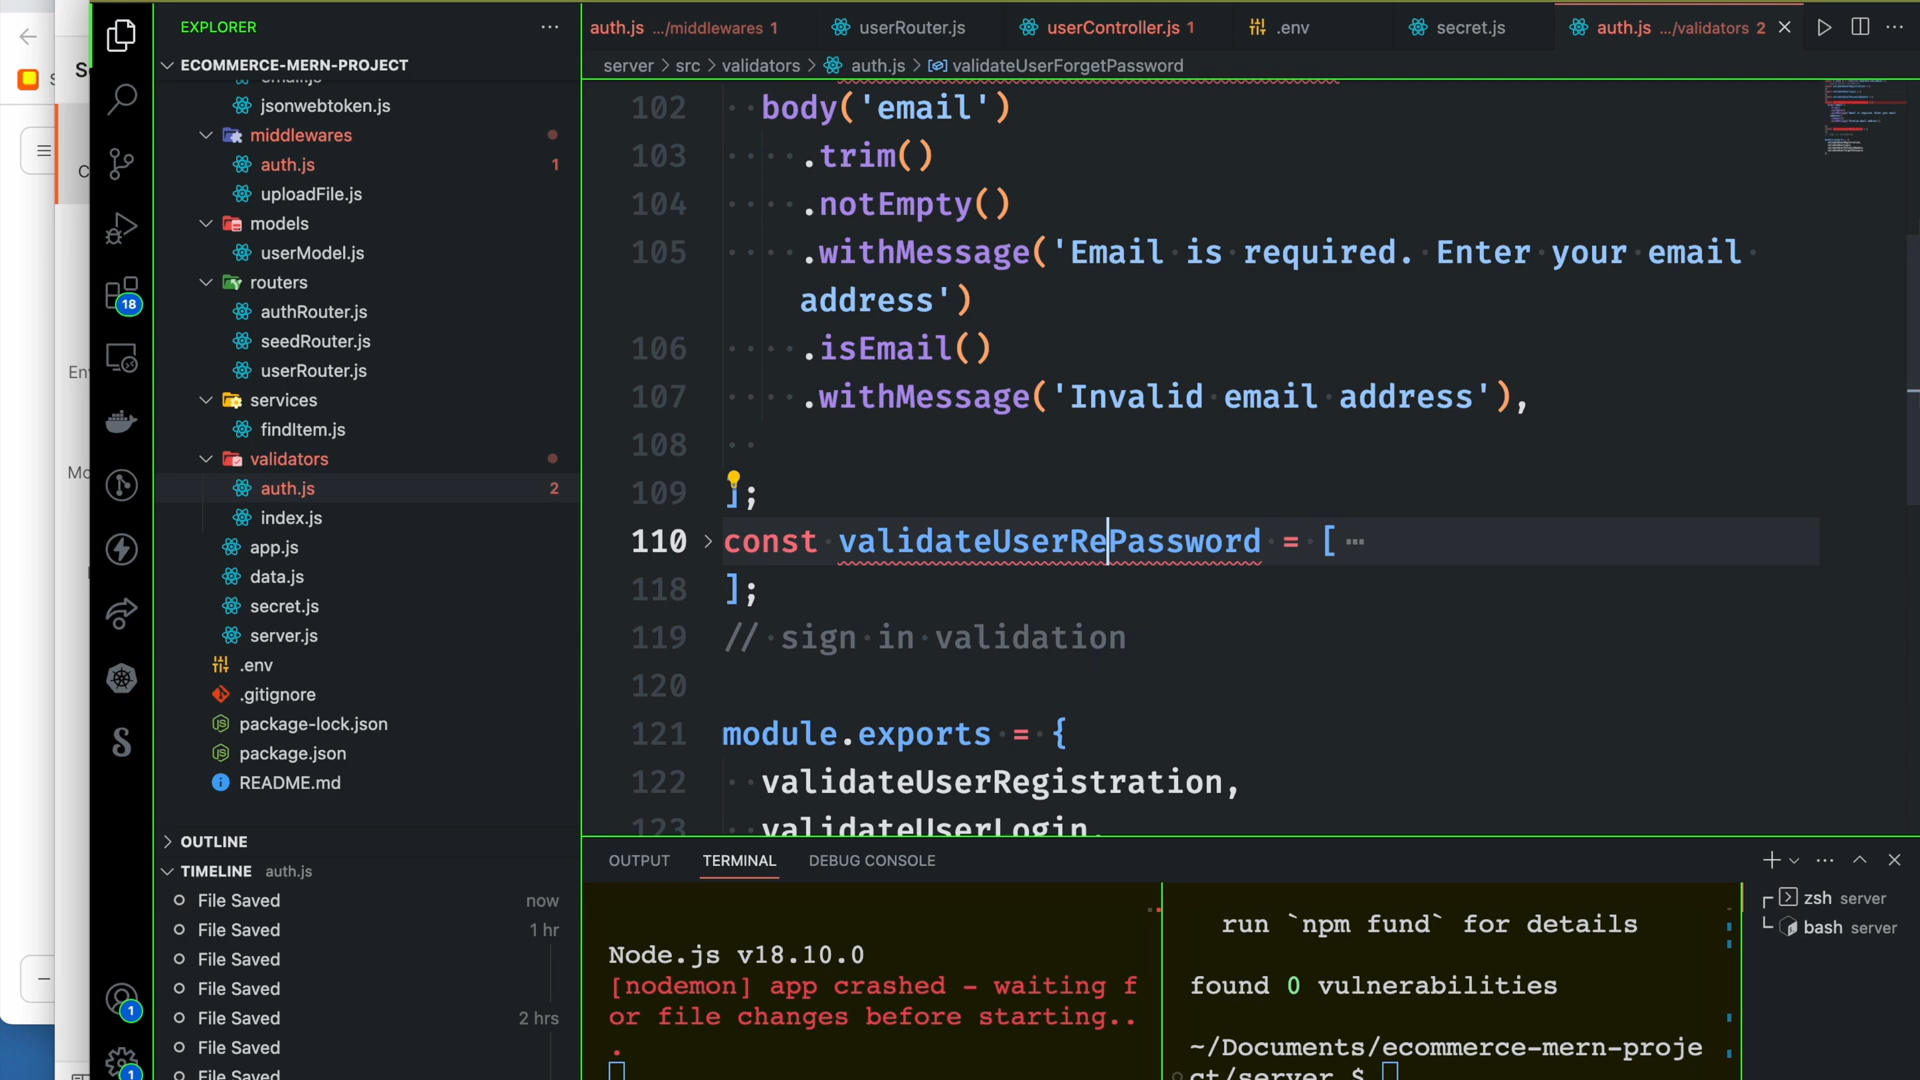 EXPLORER
ECOMMERCE-MERN-PROJECT
jsonwebtoken.js
middlewares
auth.js 1
uploadFile.js
models
userModel.js
routers
authRouter.js
seedRouter.js
userRouter.js
services
findItem.js
validators
auth.js 2
index.js
app.js
data.js
secret.js
server.js
.env
.gitignore
package-lock.json
package.json
README.md
OUTLINE
TIMELINE auth.js
File Saved now
File Saved 1 hr
File Saved
File Saved
File Saved 2 hrs
File Saved
File Saved
18
1
1
auth.js .../middlewares 1
userRouter.js
userController.js 1
.env
secret.js
auth.js .../validators 2
server > src > validators > auth.js > validateUserForgetPassword
102 body('email')
103 .trim()
104 .notEmpty()
105 .withMessage('Email is required. Enter your email
address')
106 .isEmail()
107 .withMessage('Invalid email address'),
108
109 ];
110 const validateUserRePassword = [ ...
118 ];
119 // sign in validation
120
121 module.exports = {
122 validateUserRegistration,
123 validateUserLogin,
OUTPUT TERMINAL DEBUG CONSOLE
Node.js v18.10.0
[nodemon] app crashed - waiting f
or file changes before starting..
.
run `npm fund` for details
found 0 vulnerabilities
~/Documents/ecommerce-mern-proje
ct/server $
zsh server
bash server